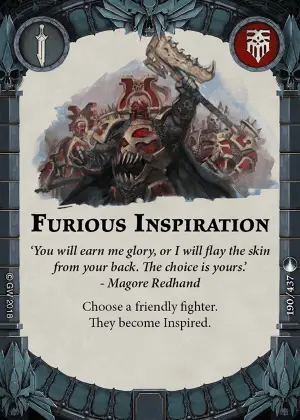 FURIOUS INSPIRATION
‘You will earn me glory, or I will flay the skin
from your back. The choice is yours.’
- Magore Redhand
Choose a friendly fighter.
They become Inspired.
©GW 2018
190/437